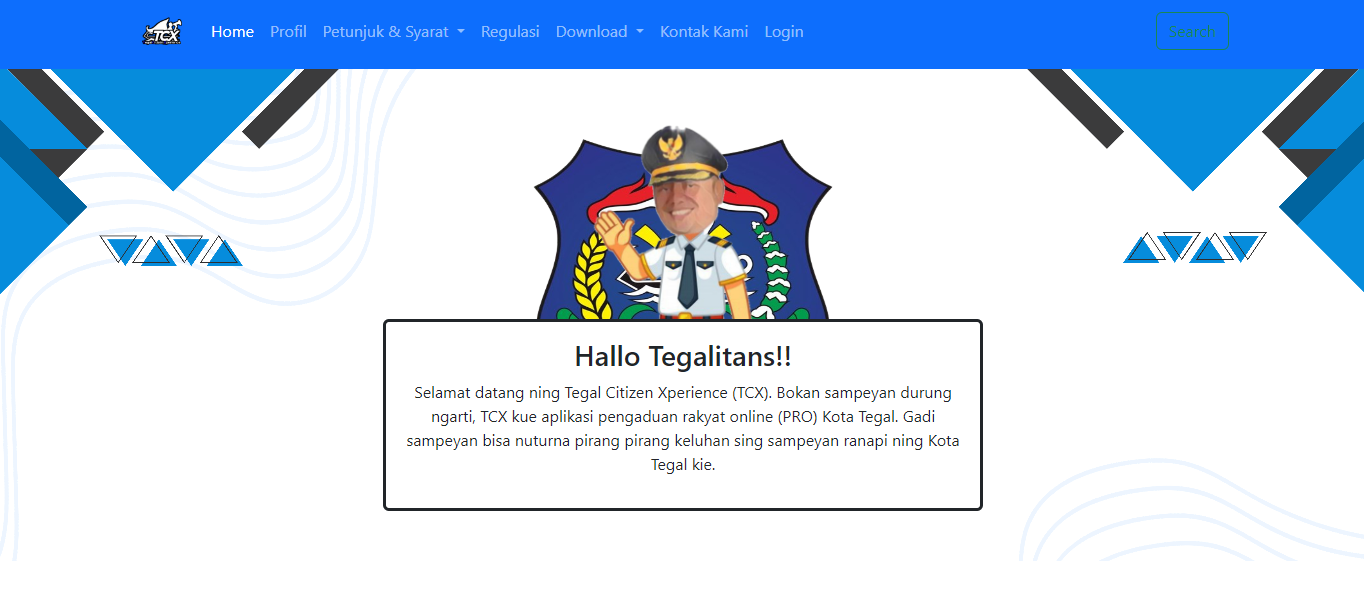 TCX
Home Profil Petunjuk & Syarat Regulasi Download Kontak Kami Login
Search
Hallo Tegalitans!!
Selamat datang ning Tegal Citizen Xperience (TCX). Bokan sampeyan durung
ngarti, TCX kue aplikasi pengaduan rakyat online (PRO) Kota Tegal. Gadi
sampeyan bisa nuturna pirang pirang keluhan sing sampeyan ranapi ning Kota
Tegal kie.